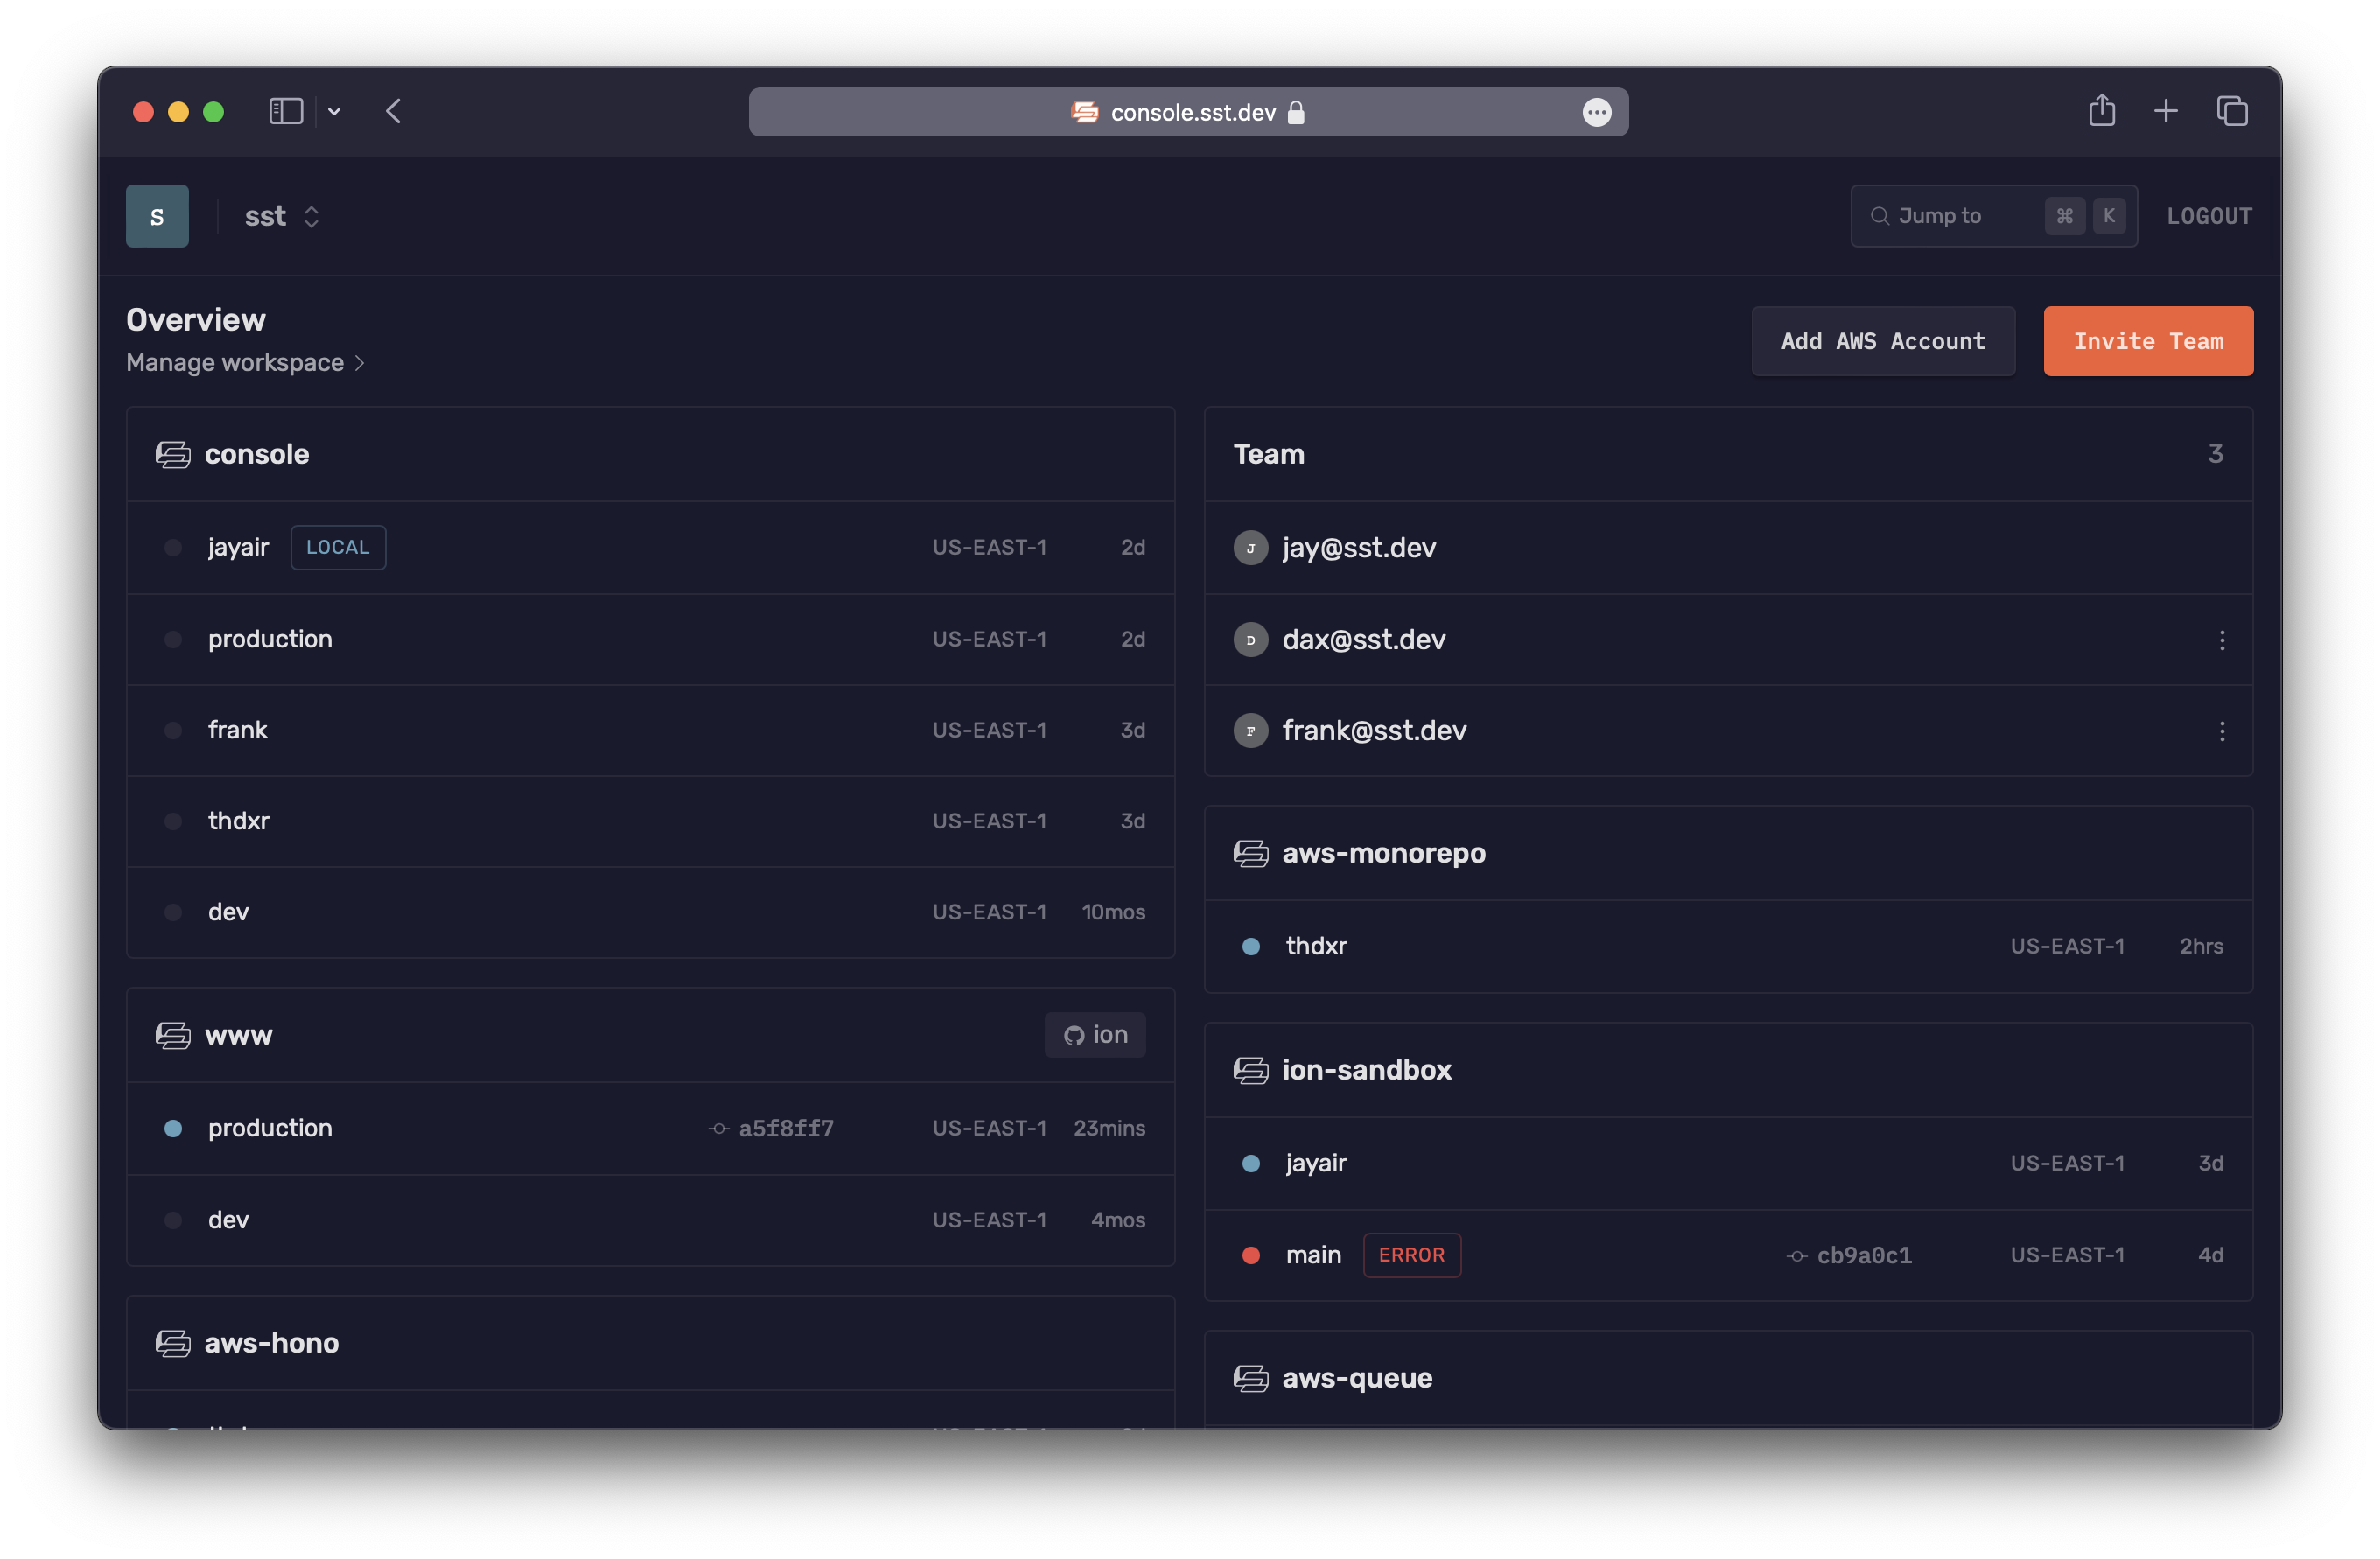 console.sst.dev
S
sst
Jump to ⌘ K
LOGOUT
Overview
Manage workspace
Add AWS Account
Invite Team
console
jayair LOCAL US-EAST-1 2d
production US-EAST-1 2d
frank US-EAST-1 3d
thdxr US-EAST-1 3d
dev US-EAST-1 10mos
www ion
production a5f8ff7 US-EAST-1 23mins
dev US-EAST-1 4mos
aws-hono
Team 3
J jay@sst.dev
D dax@sst.dev
F frank@sst.dev
aws-monorepo
thdxr US-EAST-1 2hrs
ion-sandbox
jayair US-EAST-1 3d
main ERROR cb9a0c1 US-EAST-1 4d
aws-queue